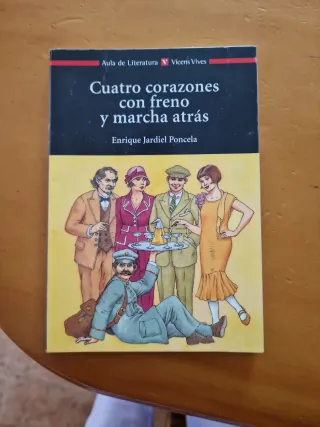 Aula de Literatura V Vicens Vives
Cuatro corazones
con freno
y marcha atrás
Enrique Jardiel Poncela